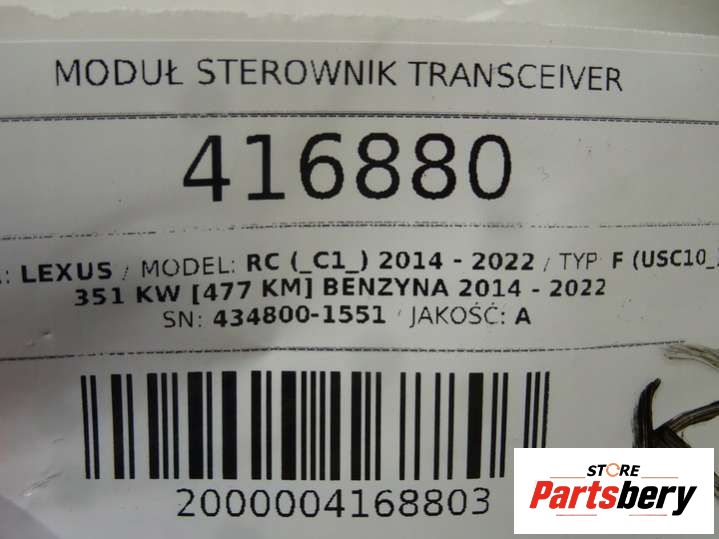 MODUŁ STEROWNIK TRANSCEIVER
416880
: LEXUS / MODEL: RC (_C1_) 2014 - 2022 / TYP: F (USC10_
351 KW [477 KM] BENZYNA 2014 - 2022
SN: 434800-1551 / JAKOŚĆ: A
2000004168803
STORE
Partsbery